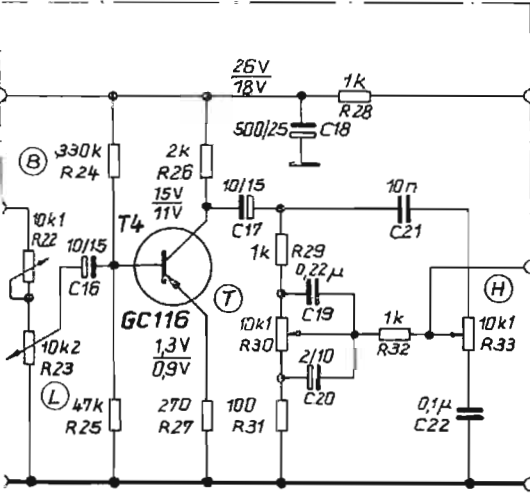 26V
18V
1k
R28
500/25
C18
B
330k
R24
2k
R26
15V
11V
10/15
C17
10n
C21
T4
10k1
R22
10/15
C16
1k
R29
0,22µ
C19
T
H
GC116
10k1
R30
1k
R32
10k1
R33
10k2
R23
1,3V
0,9V
2/10
C20
L
47k
R25
270
R27
100
R31
0,1µ
C22